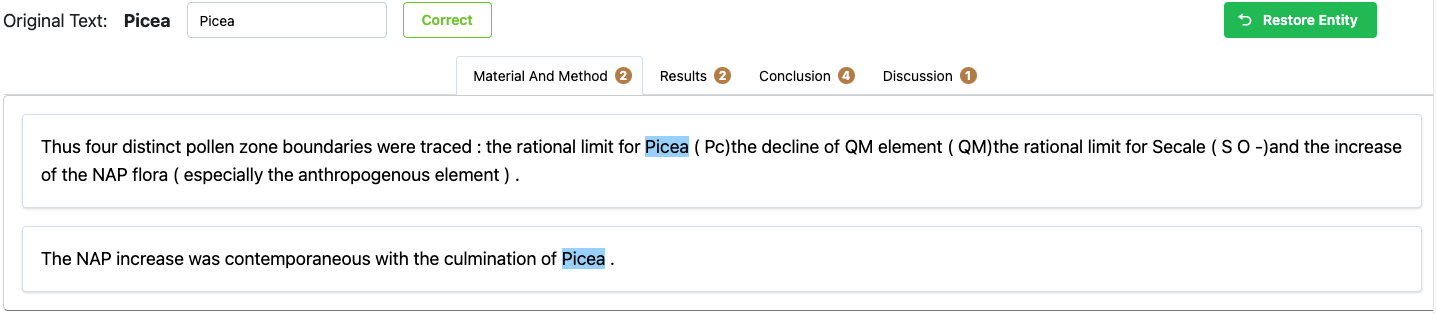 Original Text: Picea Picea Correct Restore Entity
Material And Method 2 Results 2 Conclusion 4 Discussion 1
Thus four distinct pollen zone boundaries were traced : the rational limit for Picea ( Pc)the decline of QM element ( QM)the rational limit for Secale ( S O -)and the increase
of the NAP flora ( especially the anthropogenous element ) .
The NAP increase was contemporaneous with the culmination of Picea .